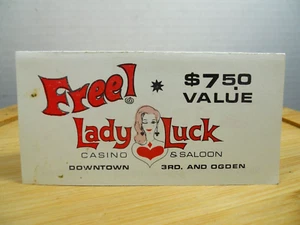 Free! $7.50
VALUE
Lady Luck
CASINO & SALOON
DOWNTOWN 3RD. AND OGDEN